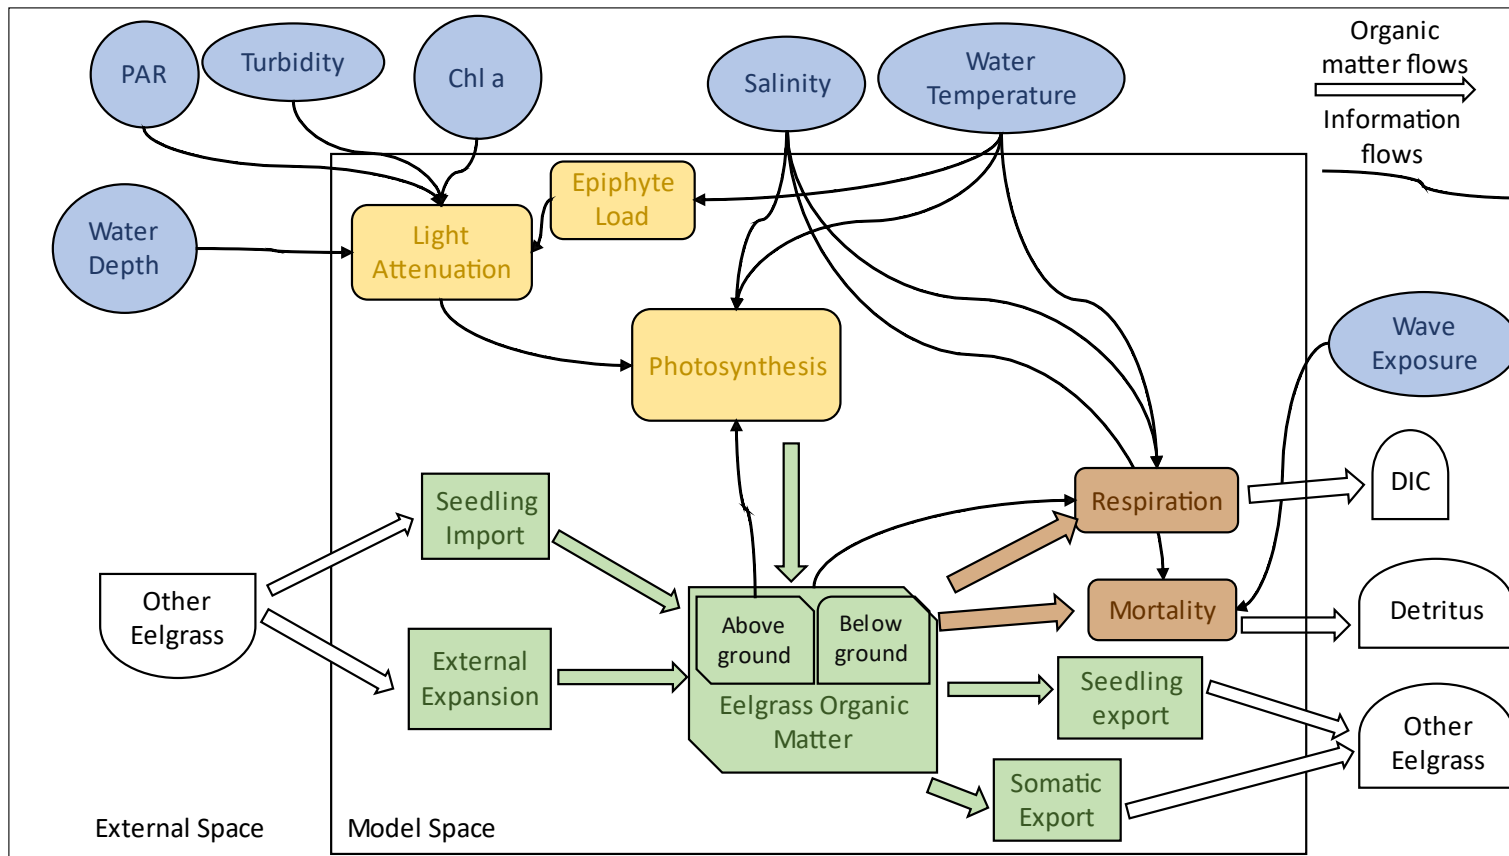 PAR
Turbidity
Chl a
Salinity
Water
Temperature
Organic
matter flows
Information
flows
Epiphyte
Load
Water
Depth
Light
Attenuation
Photosynthesis
Wave
Exposure
Seedling
Import
Respiration
DIC
Other
Eelgrass
Above
ground
Below
ground
Mortality
Detritus
External
Expansion
Eelgrass Organic
Matter
Seedling
export
Other
Eelgrass
Somatic
Export
External Space
Model Space